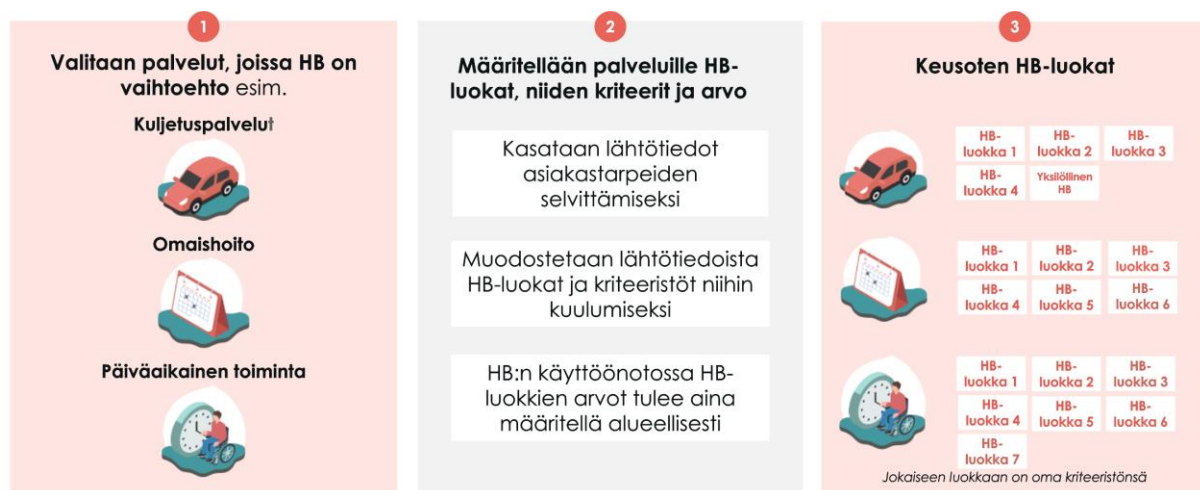 1
Valitaan palvelut, joissa HB on
vaihtoehto esim.
Kuljetuspalvelut
Omaishoito
Päiväaikainen toiminta
2
Määritellään palveluille HB-
luokat, niiden kriteerit ja arvo
Kasataan lähtötiedot
asiakastarpeiden
selvittämiseksi
Muodostetaan lähtötiedoista
HB-luokat ja kriteeristöt niihin
kuulumiseksi
HB:n käyttöönotossa HB-
luokkien arvot tulee aina
määritellä alueellisesti
3
Keusoten HB-luokat
HB-
luokka 1
HB-
luokka 2
HB-
luokka 3
HB-
luokka 4
Yksilöllinen
HB
HB-
luokka 1
HB-
luokka 2
HB-
luokka 3
HB-
luokka 4
HB-
luokka 5
HB-
luokka 6
HB-
luokka 1
HB-
luokka 2
HB-
luokka 3
HB-
luokka 4
HB-
luokka 5
HB-
luokka 6
HB-
luokka 7
Jokaiseen luokkaan on oma kriteeristönsä